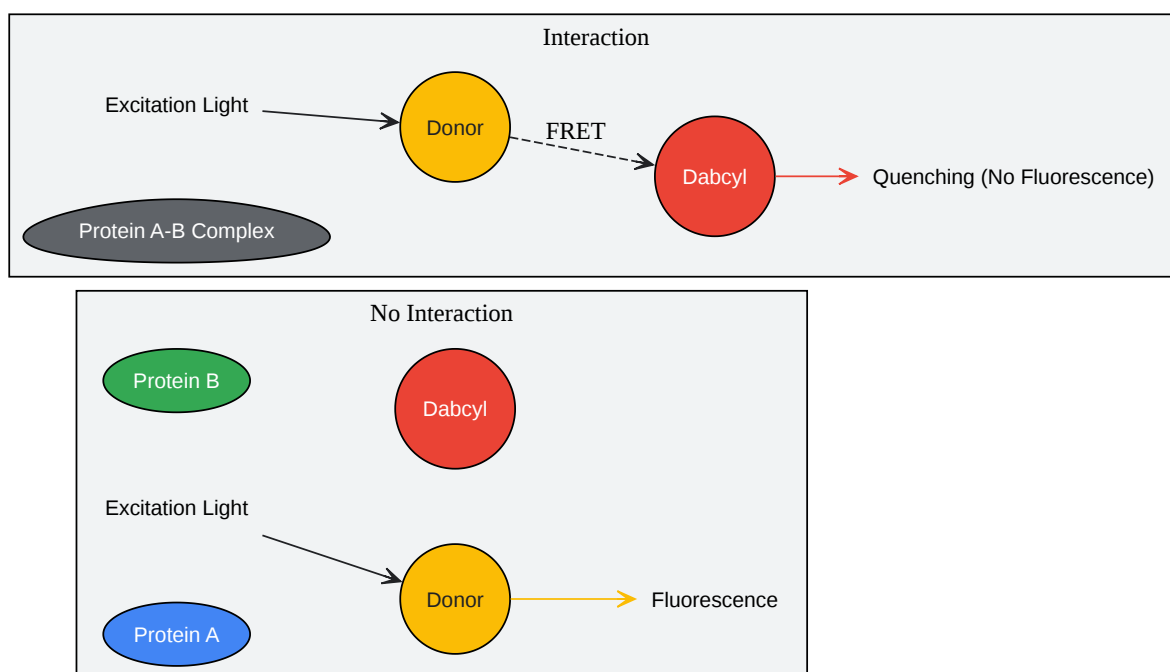 Interaction
Excitation Light
Donor
FRET
Dabcyl
Quenching (No Fluorescence)
Protein A-B Complex
No Interaction
Protein B
Dabcyl
Excitation Light
Donor
Fluorescence
Protein A